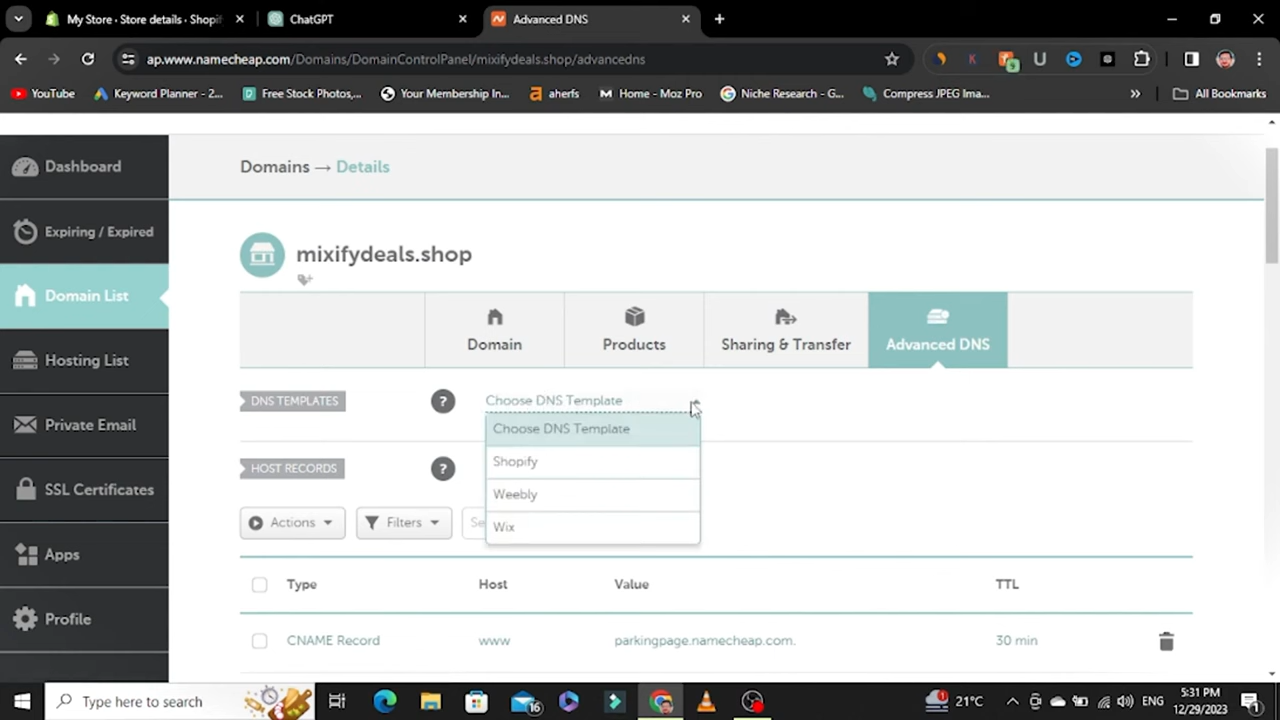 My Store · Store details · Shopif
ChatGPT
Advanced DNS
ap.www.namecheap.com/Domains/DomainControlPanel/mixifydeals.shop/advancedns
YouTube
Keyword Planner - 2...
Free Stock Photos,...
Your Membership In...
aherfs
Home - Moz Pro
Niche Research - G...
Compress JPEG Ima...
All Bookmarks
Dashboard
Expiring / Expired
Domain List
Hosting List
Private Email
SSL Certificates
Apps
Profile
Domains → Details
mixifydeals.shop
Domain
Products
Sharing & Transfer
Advanced DNS
DNS TEMPLATES
?
Choose DNS Template
Choose DNS Template
Shopify
Weebly
Wix
HOST RECORDS
?
Actions
Filters
Se
Type Host Value TTL
CNAME Record www parkingpage.namecheap.com. 30 min
Type here to search
16
21°C
ENG
5:31 PM
12/29/2023
1